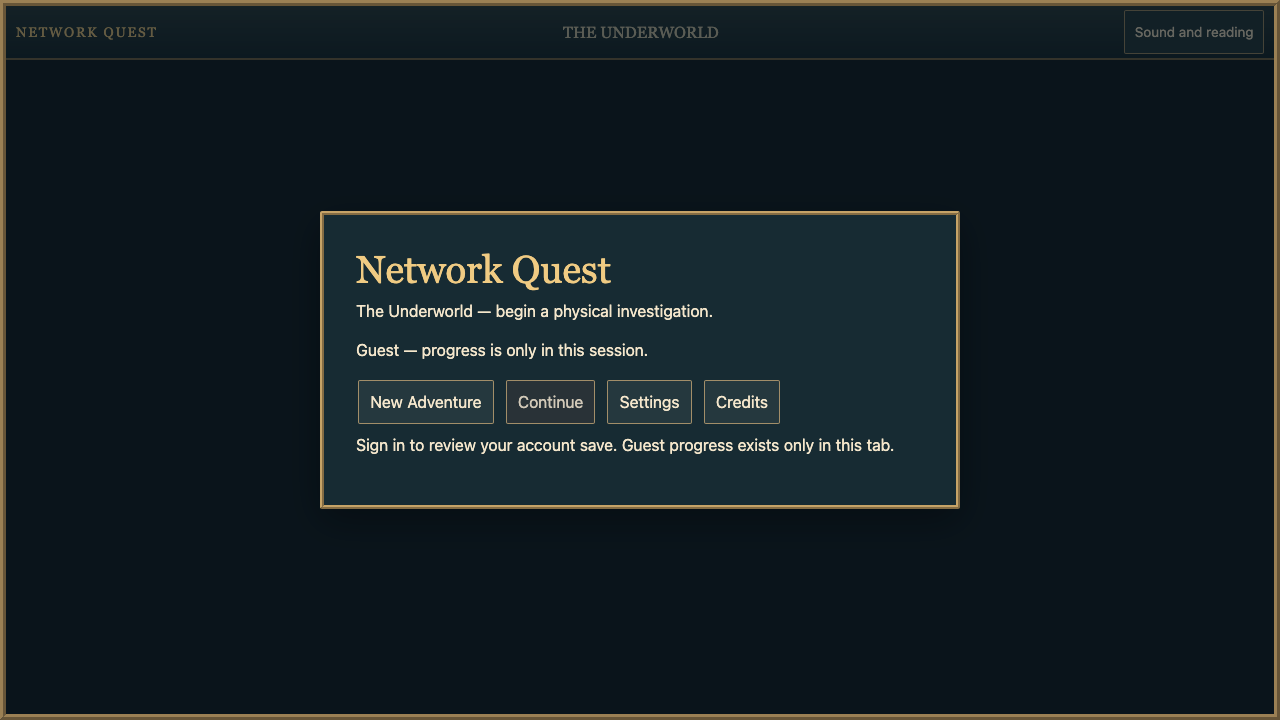 NETWORK QUEST
THE UNDERWORLD
Sound and reading
Network Quest
The Underworld — begin a physical investigation.
Guest — progress is only in this session.
New Adventure
Continue
Settings
Credits
Sign in to review your account save. Guest progress exists only in this tab.